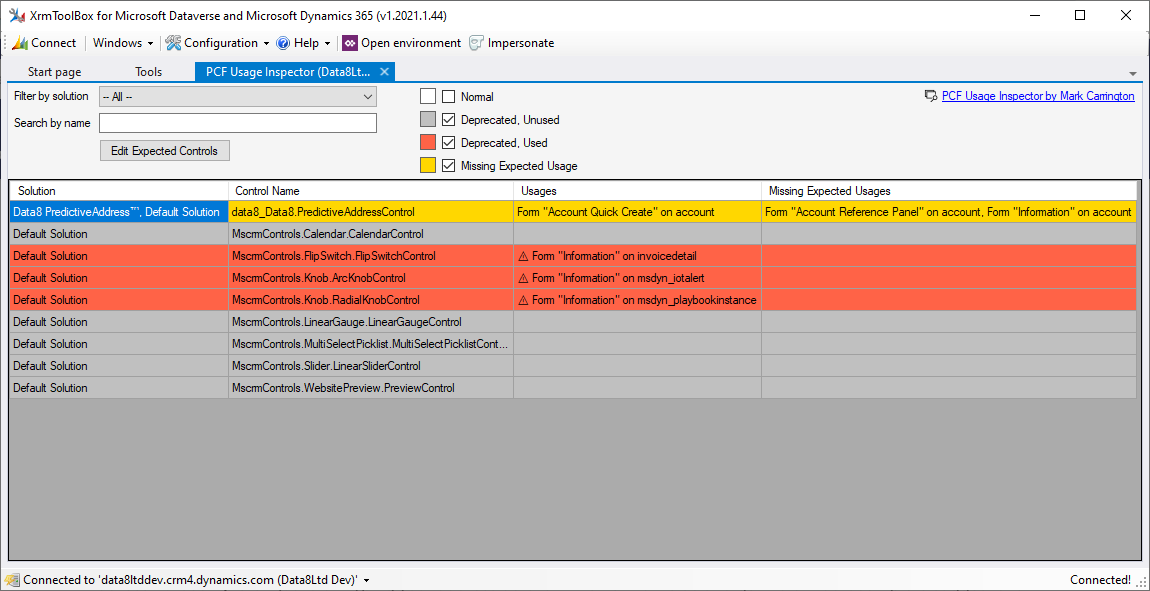 XrmToolBox for Microsoft Dataverse and Microsoft Dynamics 365 (v1.2021.1.44)
Connect Windows Configuration Help Open environment Impersonate
Start page Tools PCF Usage Inspector (Data8Lt...
Filter by solution -- All -- Normal PCF Usage Inspector by Mark Carrington
Search by name Deprecated, Unused
Edit Expected Controls Deprecated, Used
Missing Expected Usage
Solution Control Name Usages Missing Expected Usages
Data8 PredictiveAddress™, Default Solution data8_Data8.PredictiveAddressControl Form "Account Quick Create" on account Form "Account Reference Panel" on account, Form "Information" on account
Default Solution MscrmControls.Calendar.CalendarControl
Default Solution MscrmControls.FlipSwitch.FlipSwitchControl ⚠ Form "Information" on invoicedetail
Default Solution MscrmControls.Knob.ArcKnobControl ⚠ Form "Information" on msdyn_iotalert
Default Solution MscrmControls.Knob.RadialKnobControl ⚠ Form "Information" on msdyn_playbookinstance
Default Solution MscrmControls.LinearGauge.LinearGaugeControl
Default Solution MscrmControls.MultiSelectPicklist.MultiSelectPicklistCont...
Default Solution MscrmControls.Slider.LinearSliderControl
Default Solution MscrmControls.WebsitePreview.PreviewControl
Connected to 'data8ltddev.crm4.dynamics.com (Data8Ltd Dev)' Connected!